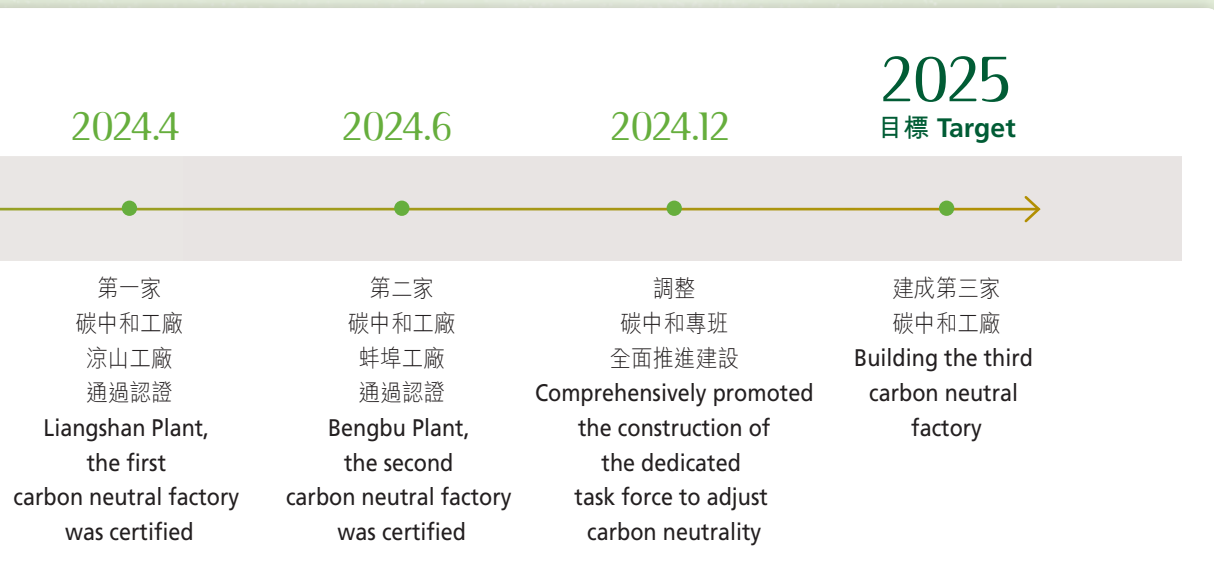 2024.4
第一家
碳中和工廠
涼山工廠
通過認證
Liangshan Plant,
the first
carbon neutral factory
was certified
2024.6
第二家
碳中和工廠
蚌埠工廠
通過認證
Bengbu Plant,
the second
carbon neutral factory
was certified
2024.12
調整
碳中和專班
全面推進建設
Comprehensively promoted
the construction of
the dedicated
task force to adjust
carbon neutrality
2025
目標 Target
建成第三家
碳中和工廠
Building the third
carbon neutral
factory